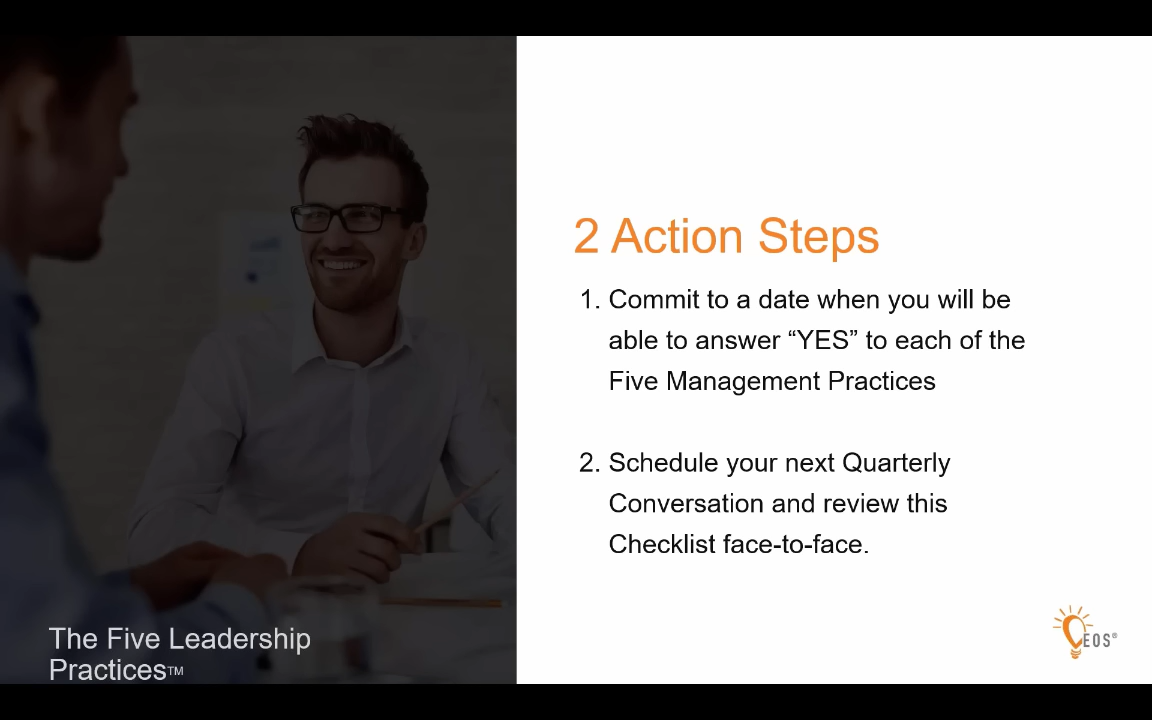 2 Action Steps
1. Commit to a date when you will be
able to answer “YES” to each of the
Five Management Practices
2. Schedule your next Quarterly
Conversation and review this
Checklist face-to-face.
The Five Leadership
Practices™
EOS®